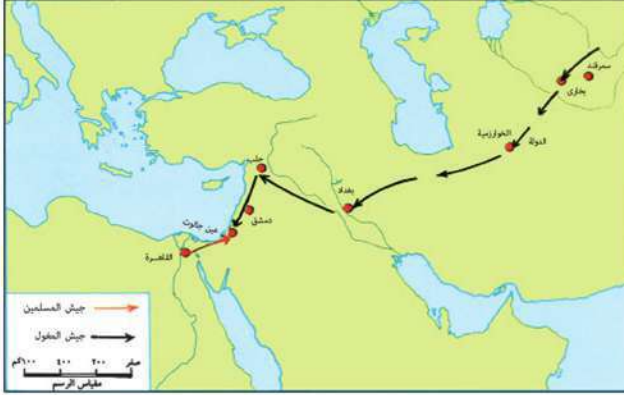 سمرقند
بخارى
الخوارزمية
الدولة
حلب
بغداد
دمشق
عين جالوت
القاهرة
جيش المسلمين
جيش المغول
صفر ٢٠٠ ٤٠٠ ٦٠٠كم
مقياس الرسم